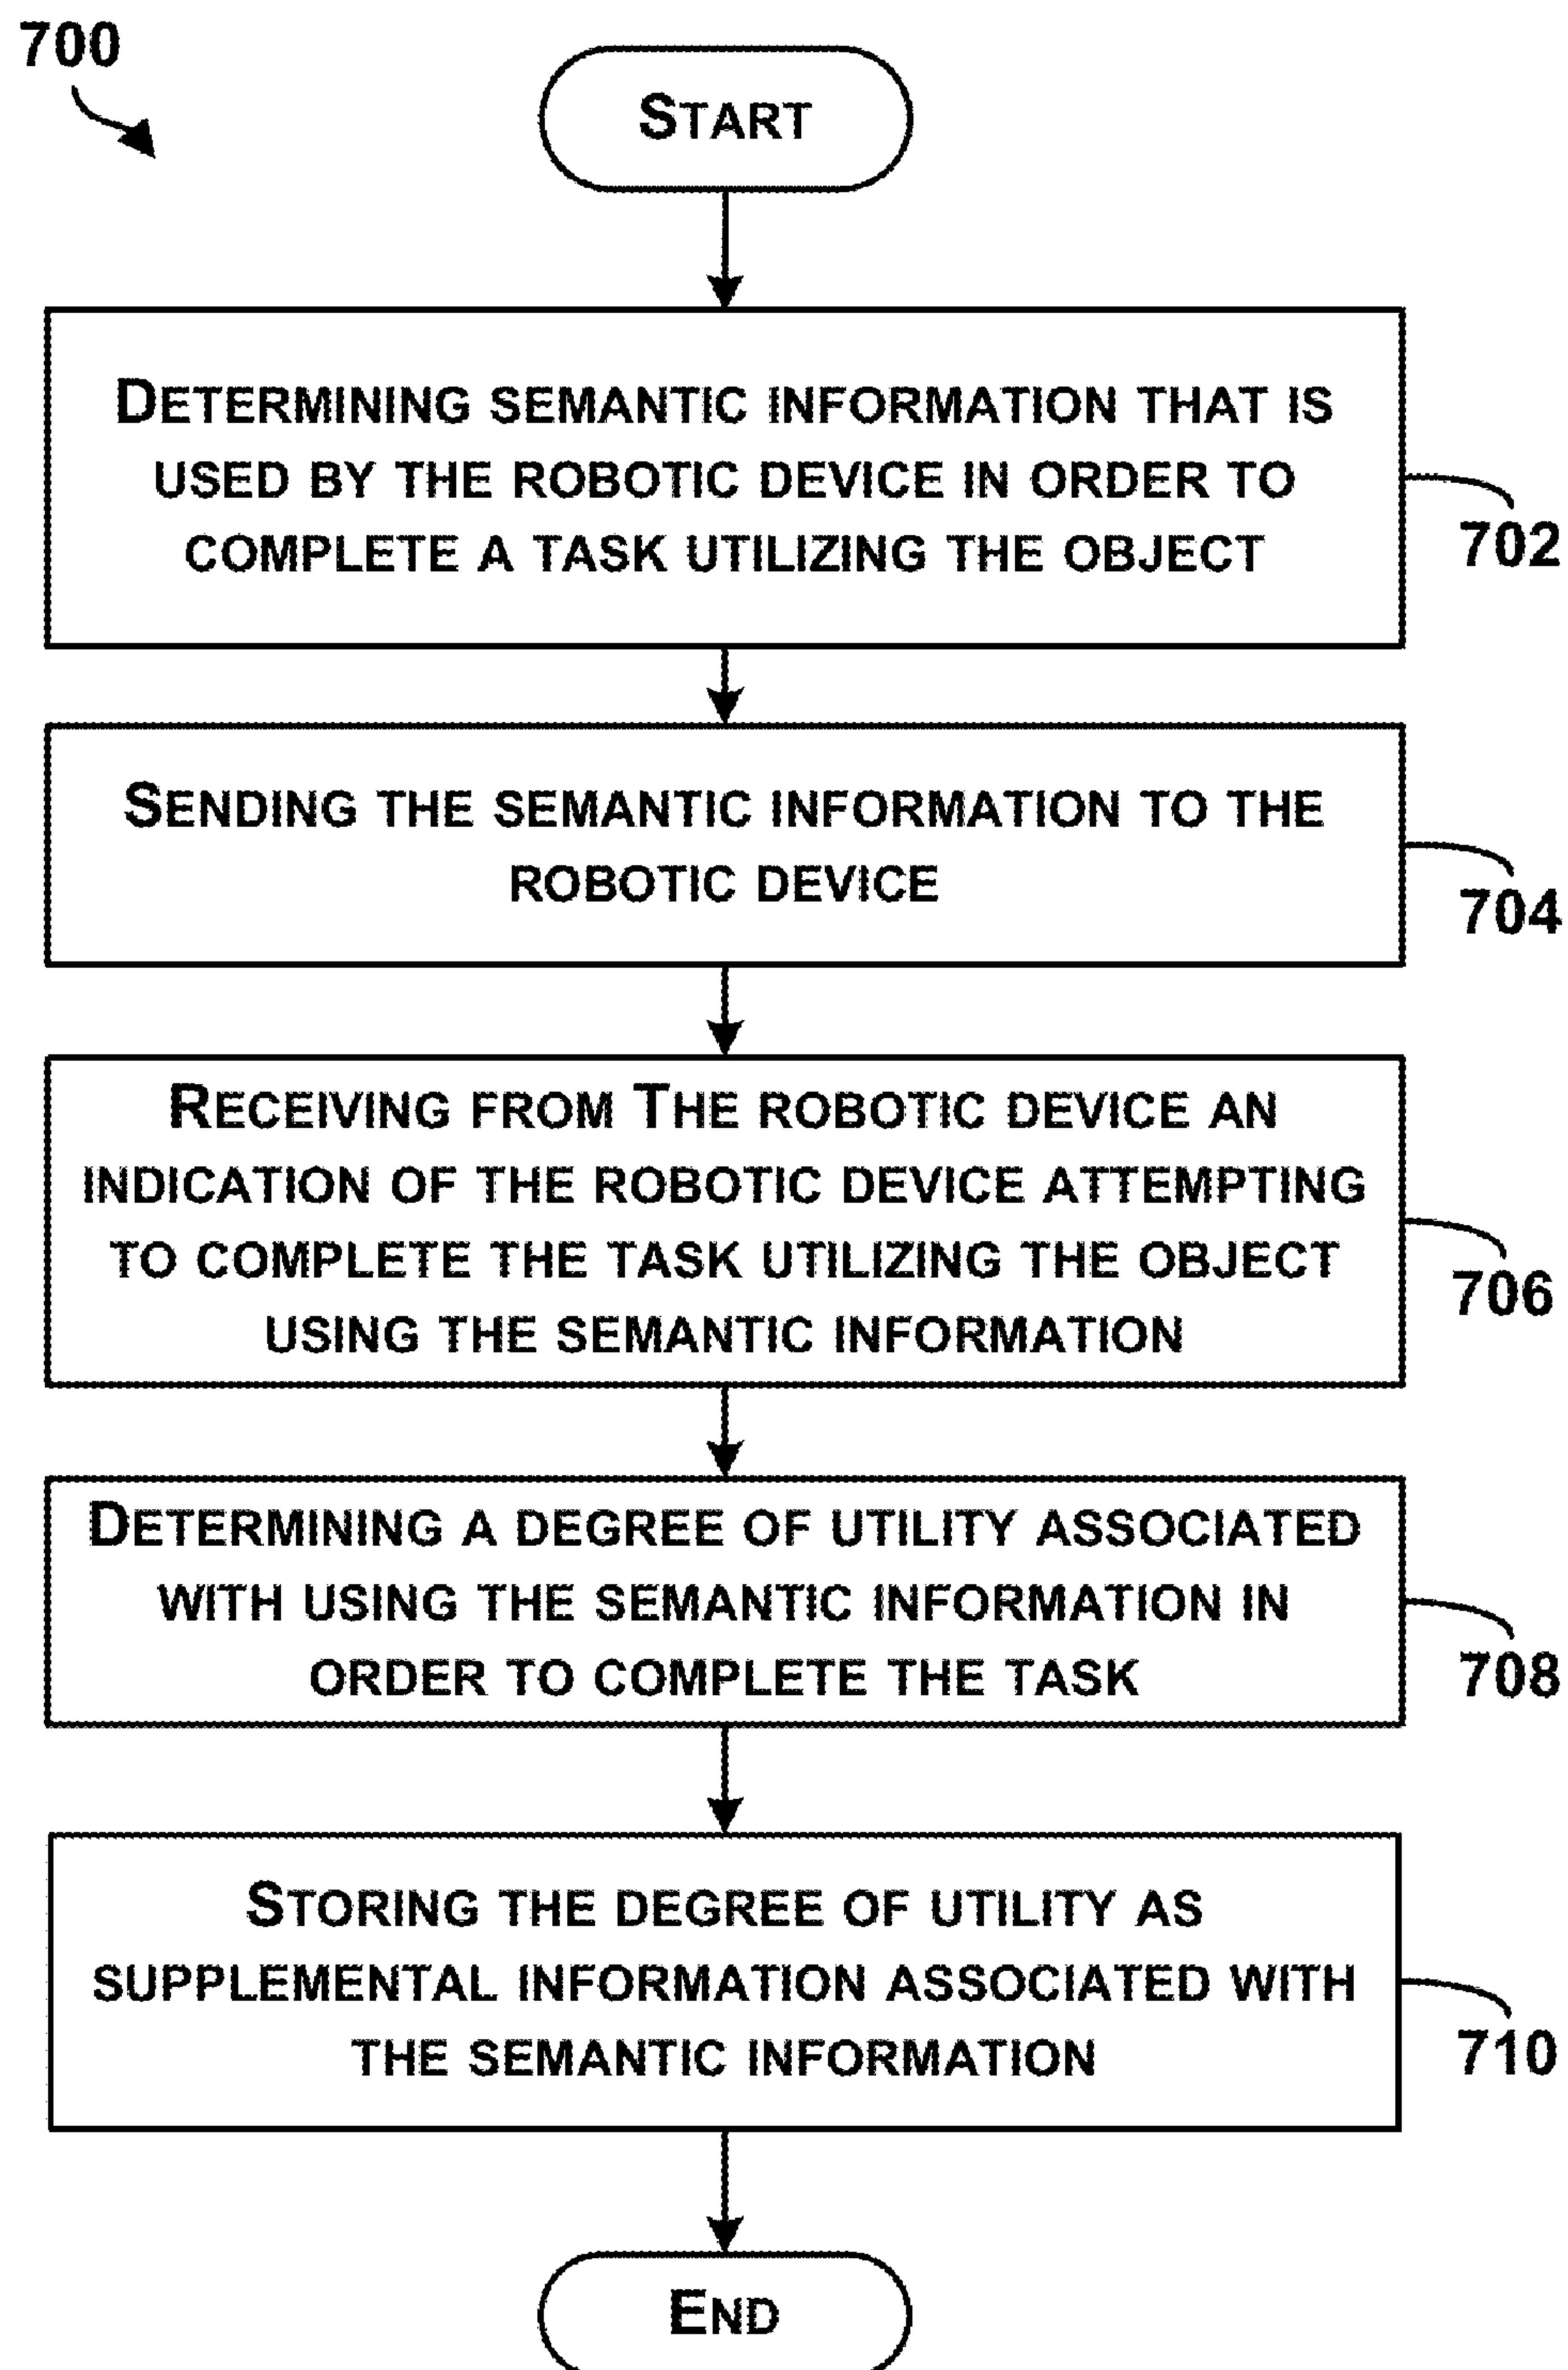 700
START
DETERMINING SEMANTIC INFORMATION THAT IS
USED BY THE ROBOTIC DEVICE IN ORDER TO
COMPLETE A TASK UTILIZING THE OBJECT
702
SENDING THE SEMANTIC INFORMATION TO THE
ROBOTIC DEVICE
704
RECEIVING FROM THE ROBOTIC DEVICE AN
INDICATION OF THE ROBOTIC DEVICE ATTEMPTING
TO COMPLETE THE TASK UTILIZING THE OBJECT
USING THE SEMANTIC INFORMATION
706
DETERMINING A DEGREE OF UTILITY ASSOCIATED
WITH USING THE SEMANTIC INFORMATION IN
ORDER TO COMPLETE THE TASK
708
STORING THE DEGREE OF UTILITY AS
SUPPLEMENTAL INFORMATION ASSOCIATED WITH
THE SEMANTIC INFORMATION
710
END